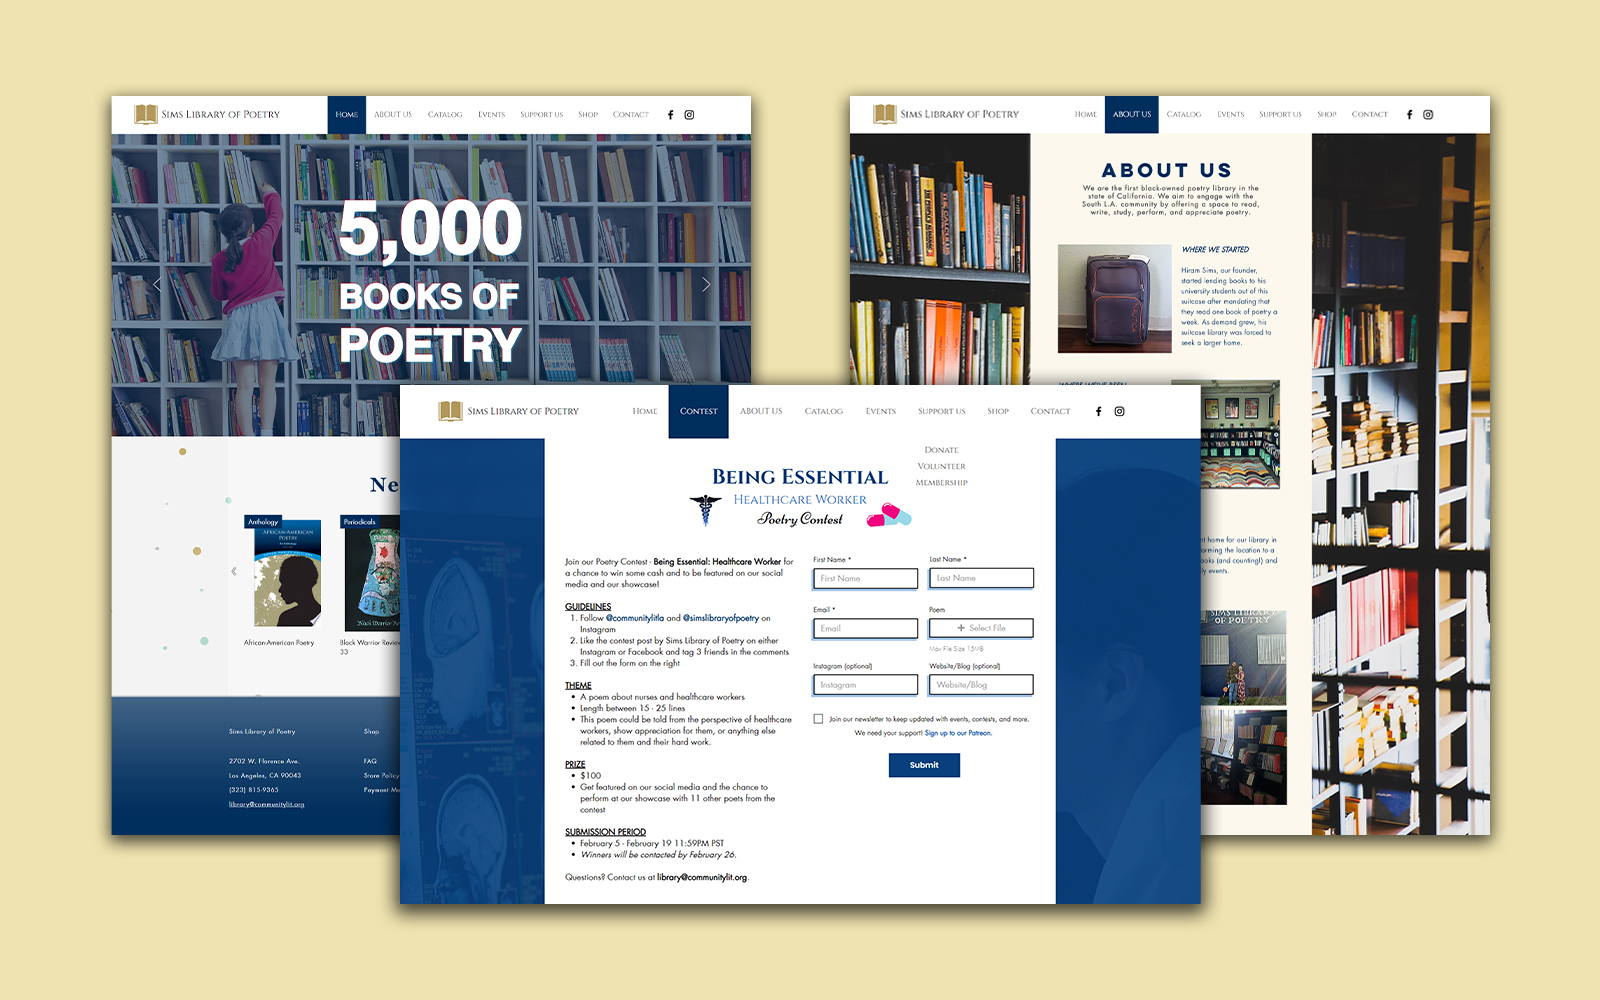 SIMS LIBRARY OF POETRY
HOME
ABOUT US
CATALOG
EVENTS
SUPPORT US
SHOP
CONTACT
5,000
BOOKS OF
POETRY
Ne
Anthology
AFRICAN-AMERICAN
POETRY
African-American Poetry
Periodicals
Black Warrior Review
33
Sims Library of Poetry
2702 W. Florence Ave.
Los Angeles, CA 90043
(323) 815-9365
library@communitylit.org
Shop
FAQ
Store Policy
Payment Me
SIMS LIBRARY OF POETRY
HOME
ABOUT US
CATALOG
EVENTS
SUPPORT US
SHOP
CONTACT
ABOUT US
We are the first black-owned poetry library in the
state of California. We aim to engage with the
South L.A. community by offering a space to read,
write, study, perform, and appreciate poetry.
WHERE WE STARTED
Hiram Sims, our founder,
started lending books to his
university students out of this
suitcase after mandating that
they read one book of poetry a
week. As demand grew, his
suitcase library was forced to
seek a larger home.
WHERE WE'VE BEEN
t home for our library in
orming the location to a
ooks (and counting!) and
ly events.
SIMS LIBRARY
OF POETRY
SIMS LIBRARY OF POETRY
HOME
CONTEST
ABOUT US
CATALOG
EVENTS
SUPPORT US
SHOP
CONTACT
DONATE
VOLUNTEER
MEMBERSHIP
BEING ESSENTIAL
HEALTHCARE WORKER
Poetry Contest
Join our Poetry Contest - Being Essential: Healthcare Worker for
a chance to win some cash and to be featured on our social
media and our showcase!
GUIDELINES
1. Follow @communitylitla and @simslibraryofpoetry on
Instagram
2. Like the contest post by Sims Library of Poetry on either
Instagram or Facebook and tag 3 friends in the comments
3. Fill out the form on the right
THEME
• A poem about nurses and healthcare workers
• Length between 15 - 25 lines
• This poem could be told from the perspective of healthcare
workers, show appreciation for them, or anything else
related to them and their hard work.
PRIZE
• $100
• Get featured on our social media and the chance to
perform at our showcase with 11 other poets from the
contest
SUBMISSION PERIOD
• February 5 - February 19 11:59PM PST
• Winners will be contacted by February 26.
Questions? Contact us at library@communitylit.org.
First Name *
First Name
Last Name *
Last Name
Email *
Email
Poem
+ Select File
Max File Size 15MB
Instagram (optional)
Instagram
Website/Blog (optional)
Website/Blog
Join our newsletter to keep updated with events, contests, and more.
We need your support! Sign up to our Patreon.
Submit